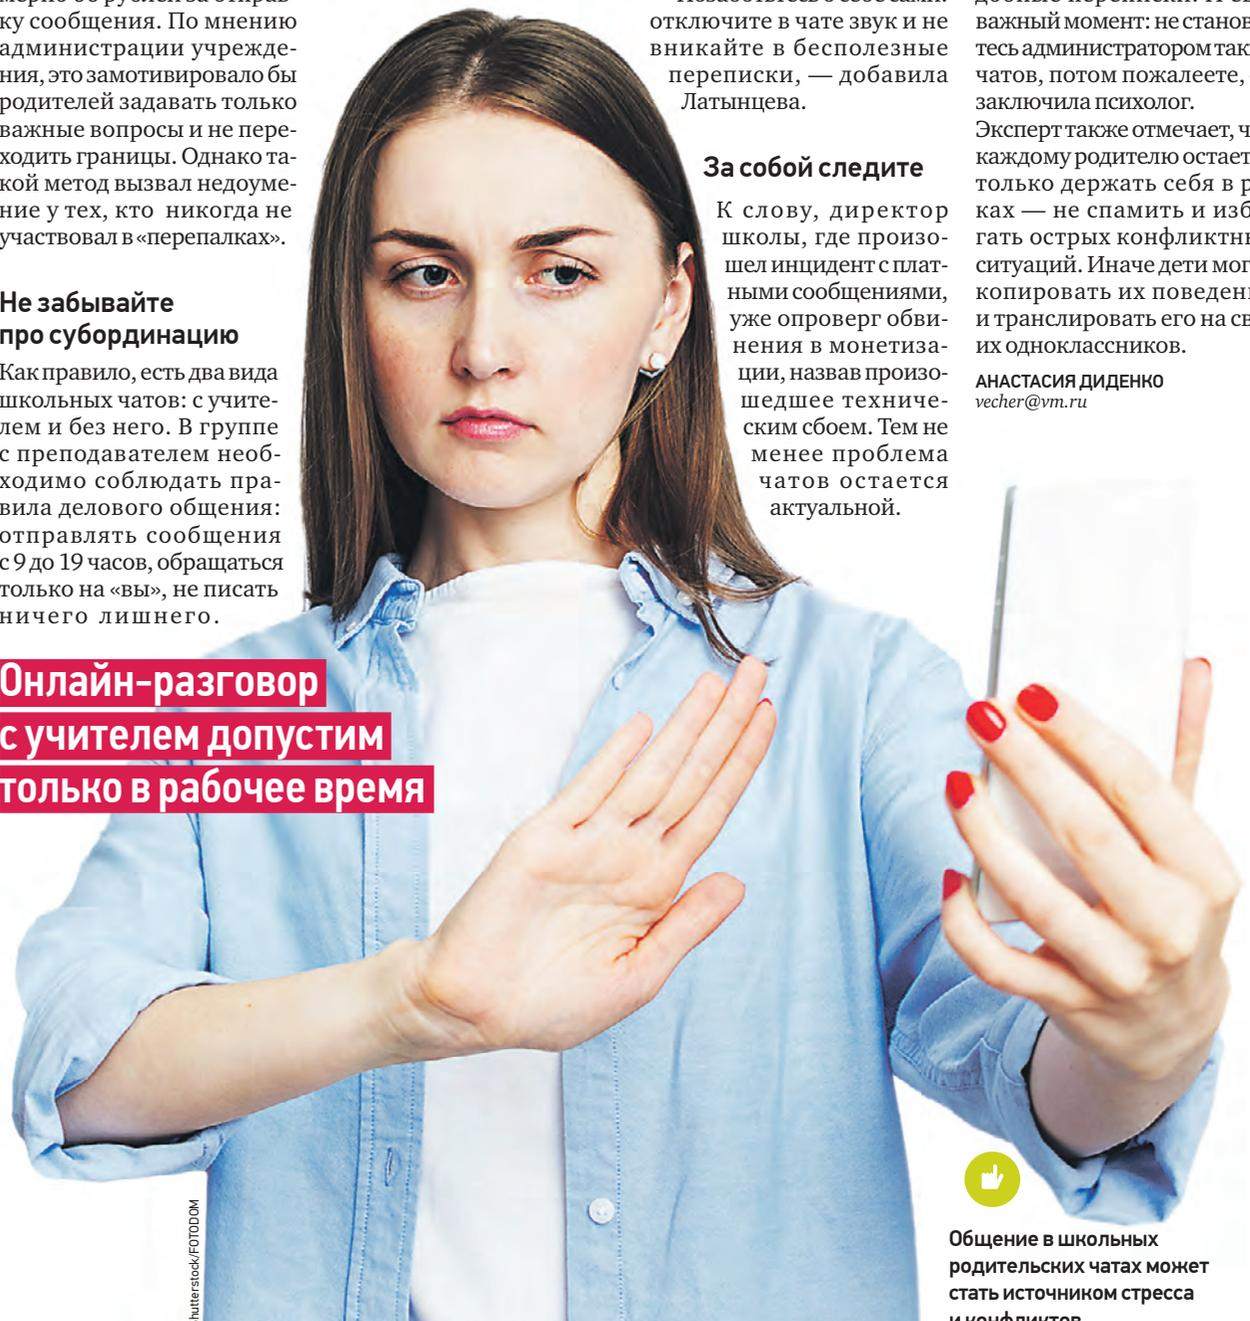 ку сообщения. По мнению
администрации учрежде-
ния, это замотивировало бы
родителей задавать только
важные вопросы и не пере-
ходить границы. Однако та-
кой метод вызвал недоуме-
ние у тех, кто никогда не
участвовал в «перепалках».
Не забывайте
про субординацию
Как правило, есть два вида
школьных чатов: с учите-
лем и без него. В группе
с преподавателем необ-
ходимо соблюдать пра-
вила делового общения:
отправлять сообщения
с 9 до 19 часов, обращаться
только на «вы», не писать
ничего лишнего.
Онлайн-разговор
с учителем допустим
только в рабочее время
отключите в чате звук и не
вникайте в бесполезные
переписки, — добавила
Латынцева.
За собой следите
К слову, директор
школы, где произо-
шел инцидент с плат-
ными сообщениями,
уже опроверг обви-
нения в монетиза-
ции, назвав произо-
шедшее техниче-
ским сбоем. Тем не
менее проблема
чатов остается
актуальной.
важный момент: не станов
тесь администратором так
чатов, потом пожалеете,
заключила психолог.
Эксперт также отмечает, ч
каждому родителю остает
только держать себя в р
ках — не спамить и изб
гать острых конфликтн
ситуаций. Иначе дети мог
копировать их поведен
и транслировать его на св
их одноклассников.
АНАСТАСИЯ ДИДЕНКО
vecher@vm.ru
hutterstock/FOTODOM
Общение в школьных
родительских чатах может
стать источником стресса
и конфликтов